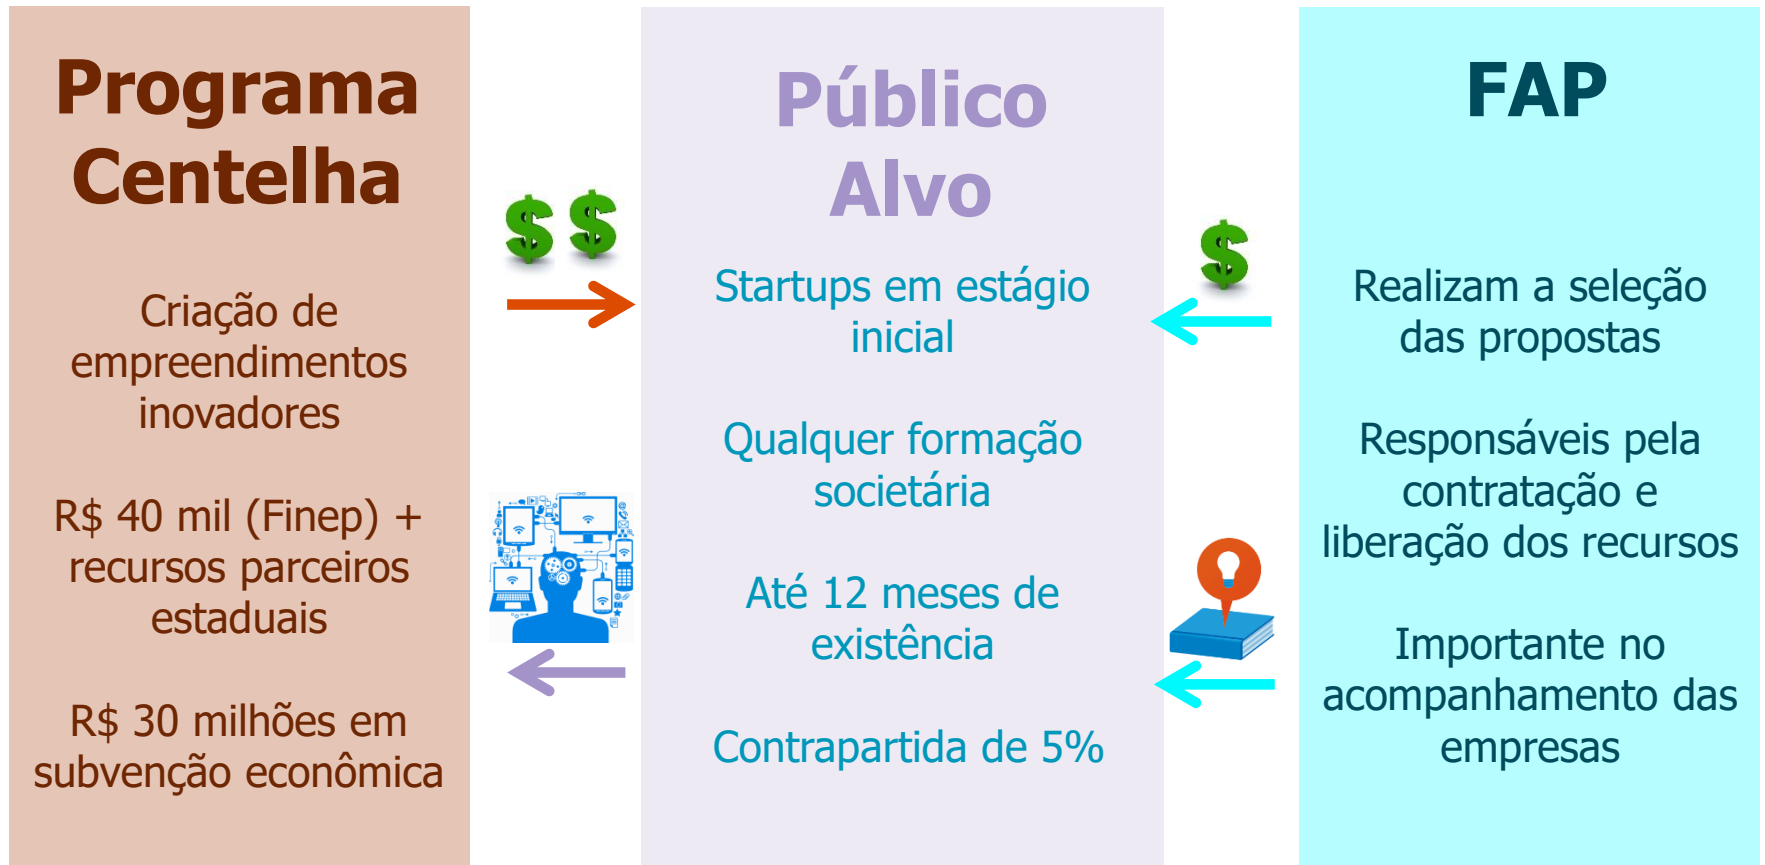 Programa
Centelha
Criação de
empreendimentos
inovadores
R$ 40 mil (Finep) +
recursos parceiros
estaduais
R$ 30 milhões em
subvenção econômica
$ $
Público
Alvo
Startups em estágio
inicial
Qualquer formação
societária
Até 12 meses de
existência
Contrapartida de 5%
$
FAP
Realizam a seleção
das propostas
Responsáveis pela
contratação e
liberação dos recursos
Importante no
acompanhamento das
empresas